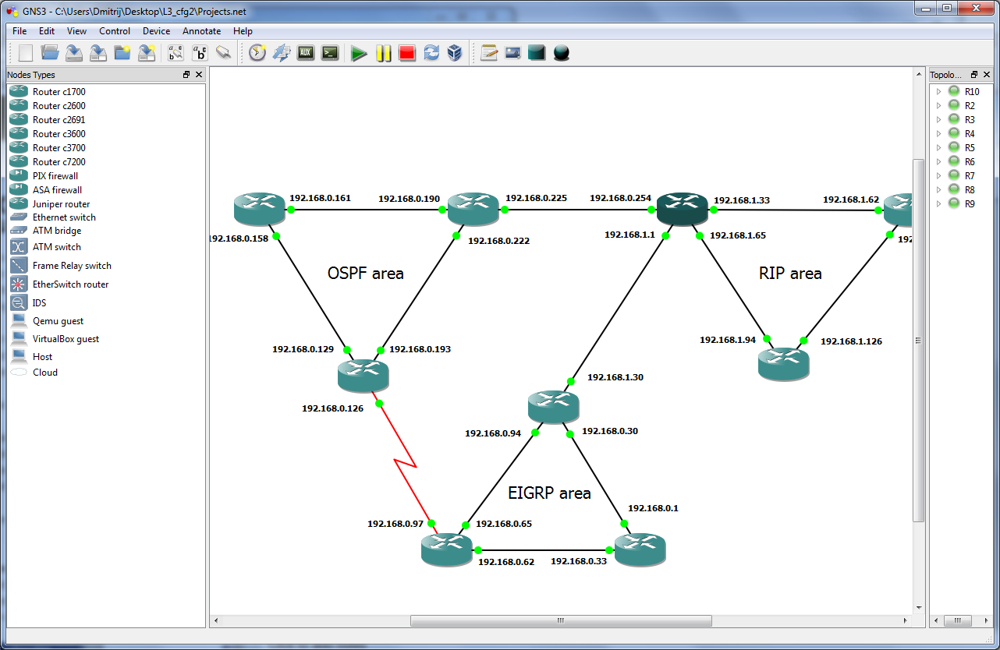 GNS3 - C:\Users\Dmitrij\Desktop\L3_cfg2\Projects.net
File Edit View Control Device Annotate Help
AUX
Nodes Types
Router c1700
Router c2600
Router c2691
Router c3600
Router c3700
Router c7200
PIX firewall
ASA firewall
Juniper router
Ethernet switch
ATM bridge
ATM switch
Frame Relay switch
EtherSwitch router
IDS
Qemu guest
VirtualBox guest
Host
Cloud
192.168.0.161 192.168.0.190 192.168.0.225 192.168.0.254 192.168.1.33 192.168.1.62
192.168.0.158 192.168.0.222 192.168.1.1 192.168.1.65 192
OSPF area RIP area
192.168.0.129 192.168.0.193 192.168.1.94 192.168.1.126
192.168.0.126 192.168.1.30
192.168.0.94 192.168.0.30
EIGRP area
192.168.0.1
192.168.0.97 192.168.0.65
192.168.0.62 192.168.0.33
Topolo...
R10
R2
R3
R4
R5
R6
R7
R8
R9